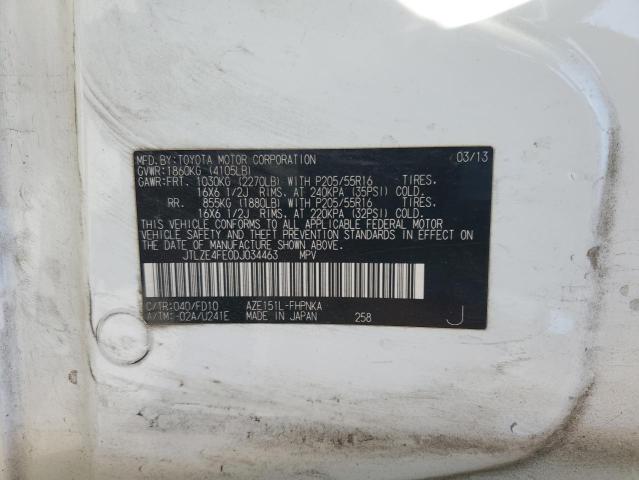 MFD.BY:TOYOTA MOTOR CORPORATION 03/13
GVWR:1860KG (4105LB)
GAWR:FRT. 1030KG (2270LB) WITH P205/55R16 TIRES.
16X6 1/2J RIMS, AT 240KPA (35PSI) COLD.
RR. 855KG (1880LB) WITH P205/55R16 TIRES.
16X6 1/2J RIMS, AT 220KPA (32PSI) COLD.
THIS VEHICLE CONFORMS TO ALL APPLICABLE FEDERAL MOTOR
VEHICLE SAFETY AND THEFT PREVENTION STANDARDS IN EFFECT ON
THE DATE OF MANUFACTURE SHOWN ABOVE.
JTLZE4FE0DJ034463 MPV
C/TR:040/FD10 AZE151L-FHPNKA
A/TM:-02A/U241E MADE IN JAPAN 258 J